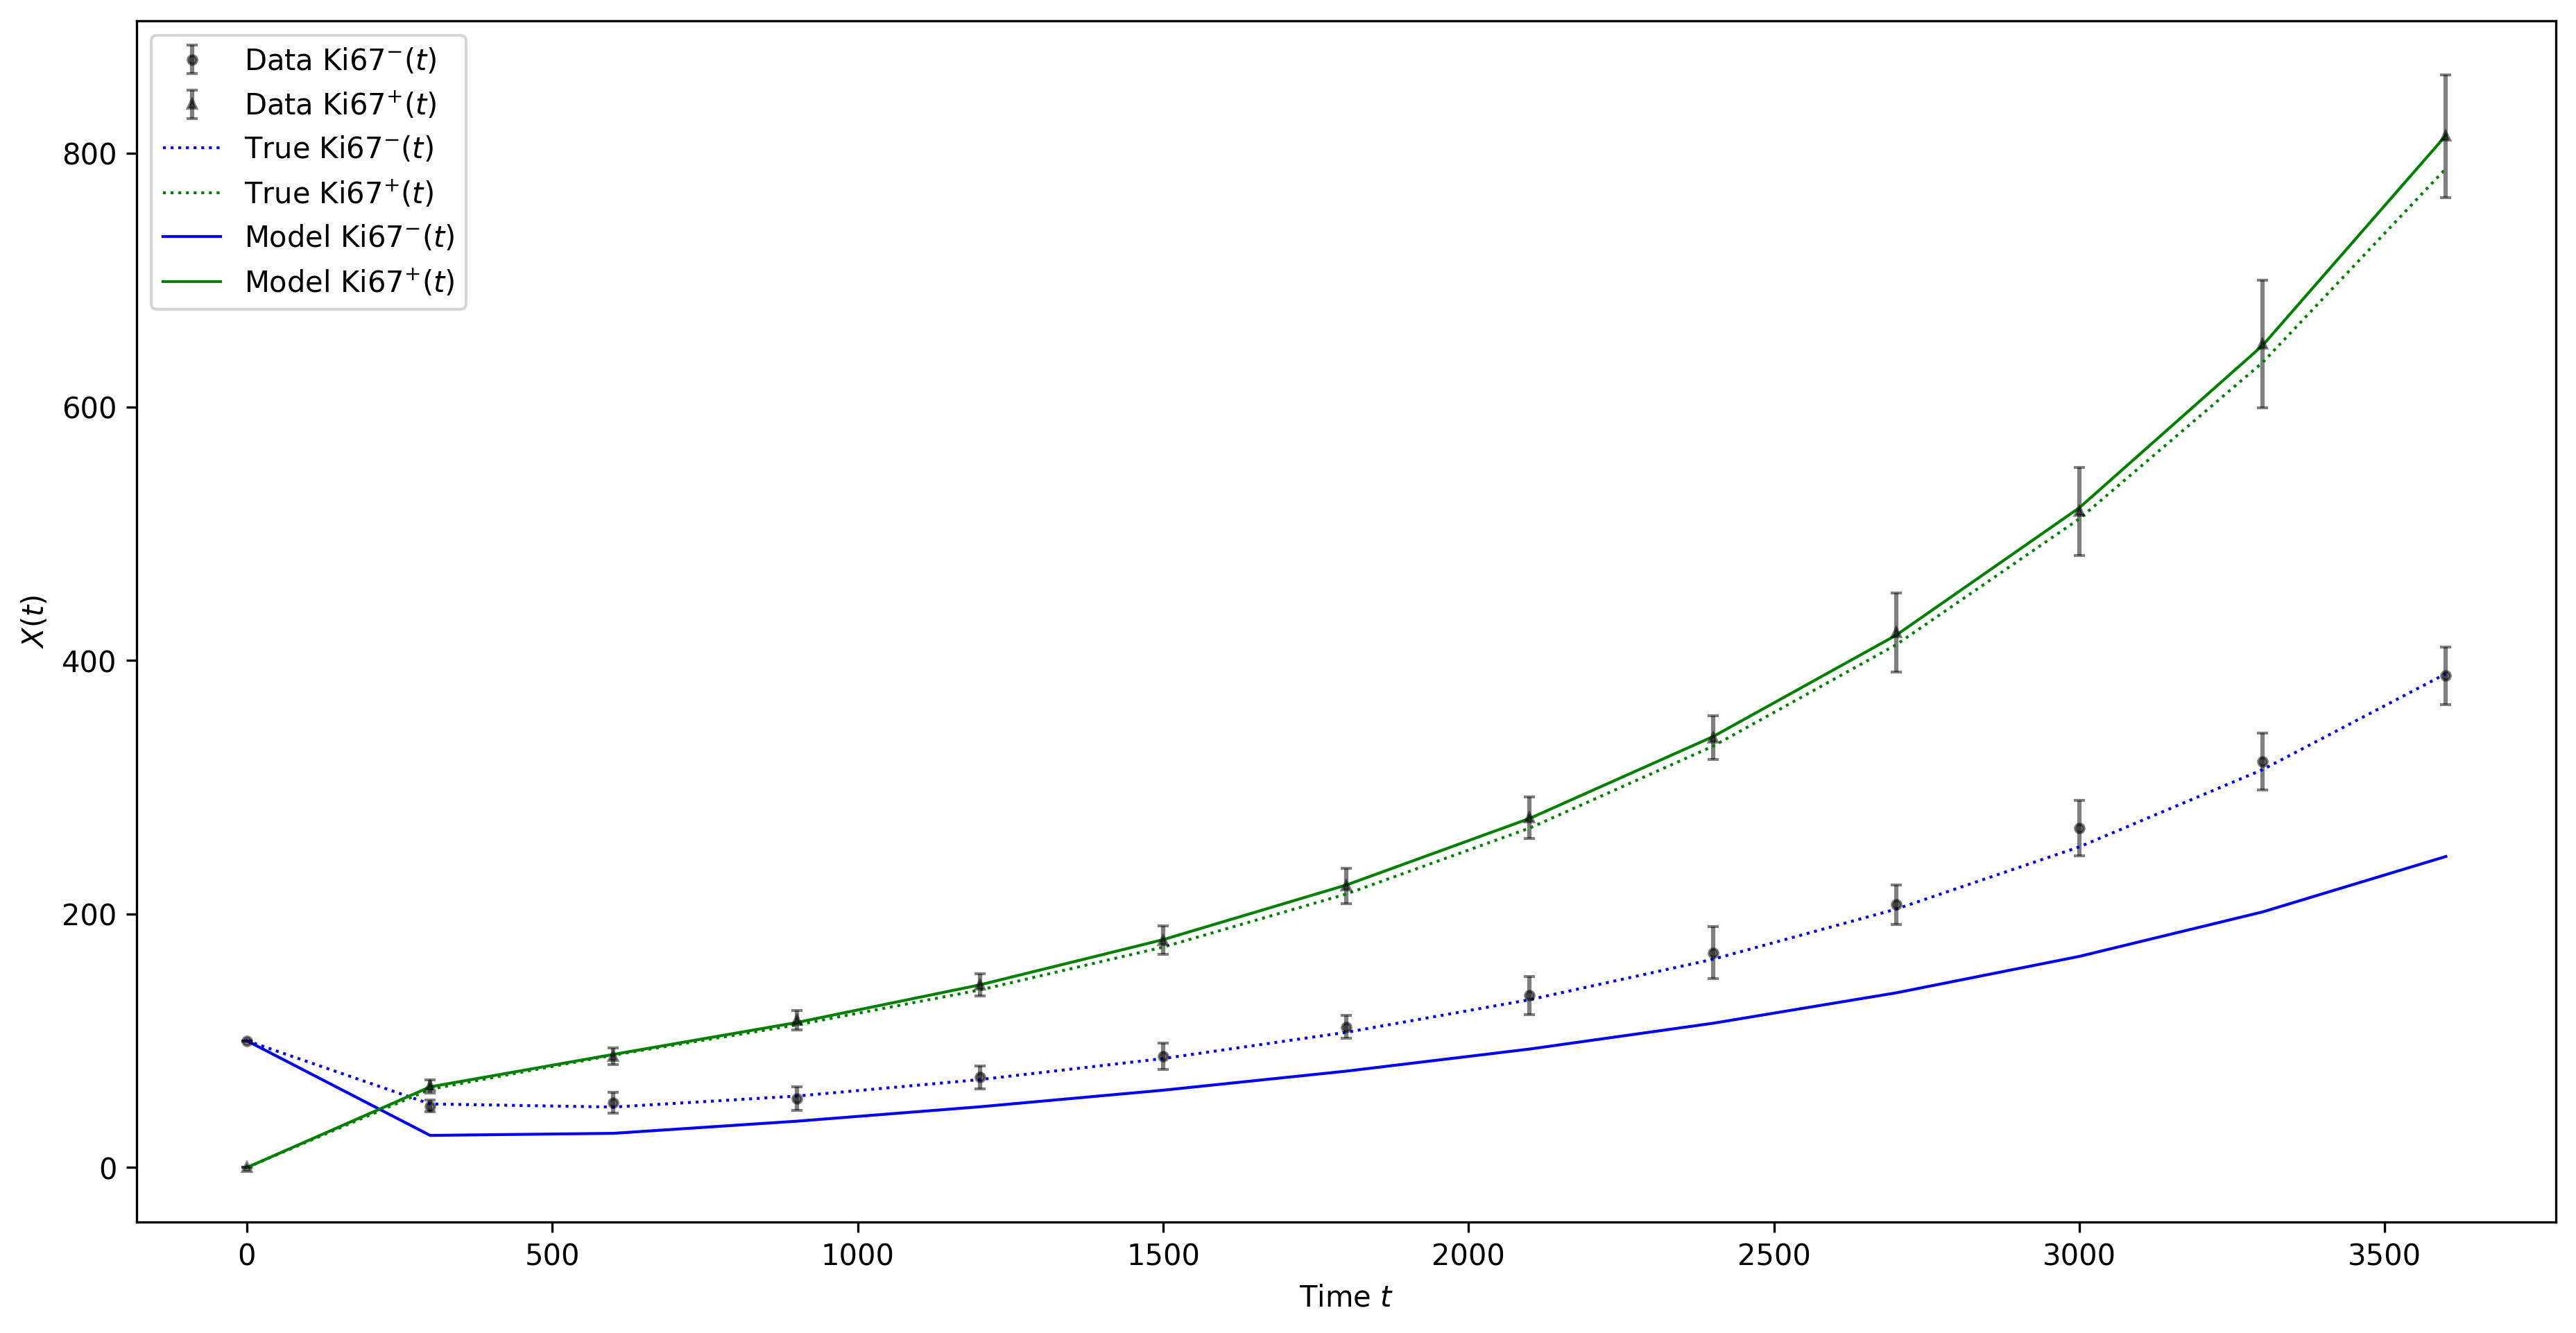 Data Ki67⁻(t)
Data Ki67⁺(t)
True Ki67⁻(t)
True Ki67⁺(t)
Model Ki67⁻(t)
Model Ki67⁺(t)
800
600
400
200
0
X(t)
0 500 1000 1500 2000 2500 3000 3500
Time t